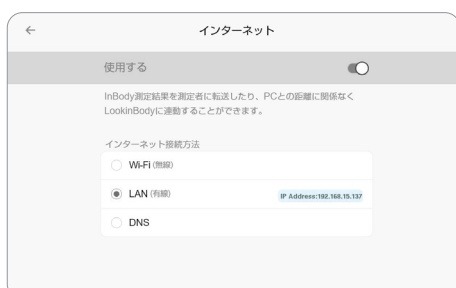 インターネット
使用する
InBody測定結果を測定者に転送したり、PCとの距離に関係なく
LookinBodyに連動することができます。
インターネット接続方法
Wi-Fi (無線)
LAN (有線) IP Address:192.168.15.137
DNS